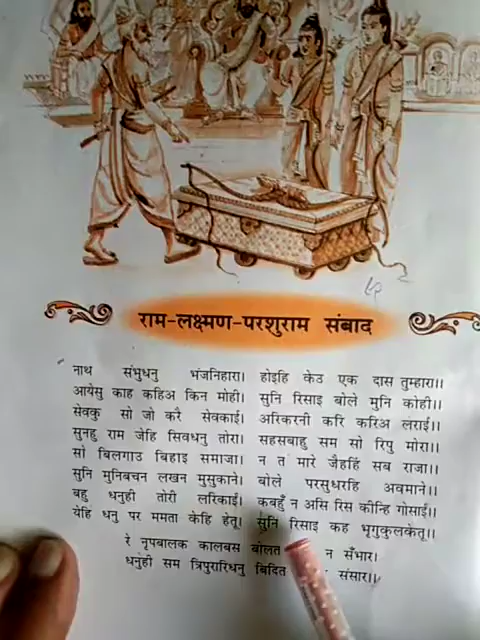 राम-लक्ष्मण-परशुराम संबाद
नाथ संभुधनु भंजनिहारा। होइहि केउ एक दास तुम्हारा।।
आयेसु काह कहिअ किन मोही। सुनि रिसाइ बोले मुनि कोही।।
सेवकु सो जो करै सेवकाई। अरिकरनी करि करिअ लराई।।
सुनहु राम जेहि सिवधनु तोरा। सहसबाहु सम सो रिपु मोरा।।
सो बिलगाउ बिहाइ समाजा। न त मारे जैहहिं सब राजा।।
सुनि मुनिबचन लखन मुसुकाने। बोले परसुधरहि अवमाने।।
बहु धनुही तोरी लरिकाईं। कबहुँ न असि रिस कीन्हि गोसाईं।।
येहि धनु पर ममता केहि हेतू। सुनि रिसाइ कह भृगुकुलकेतू।।
रे नृपबालक कालबस बोलत न सँभार।
धनुही सम त्रिपुरारिधनु बिदित संसार।।